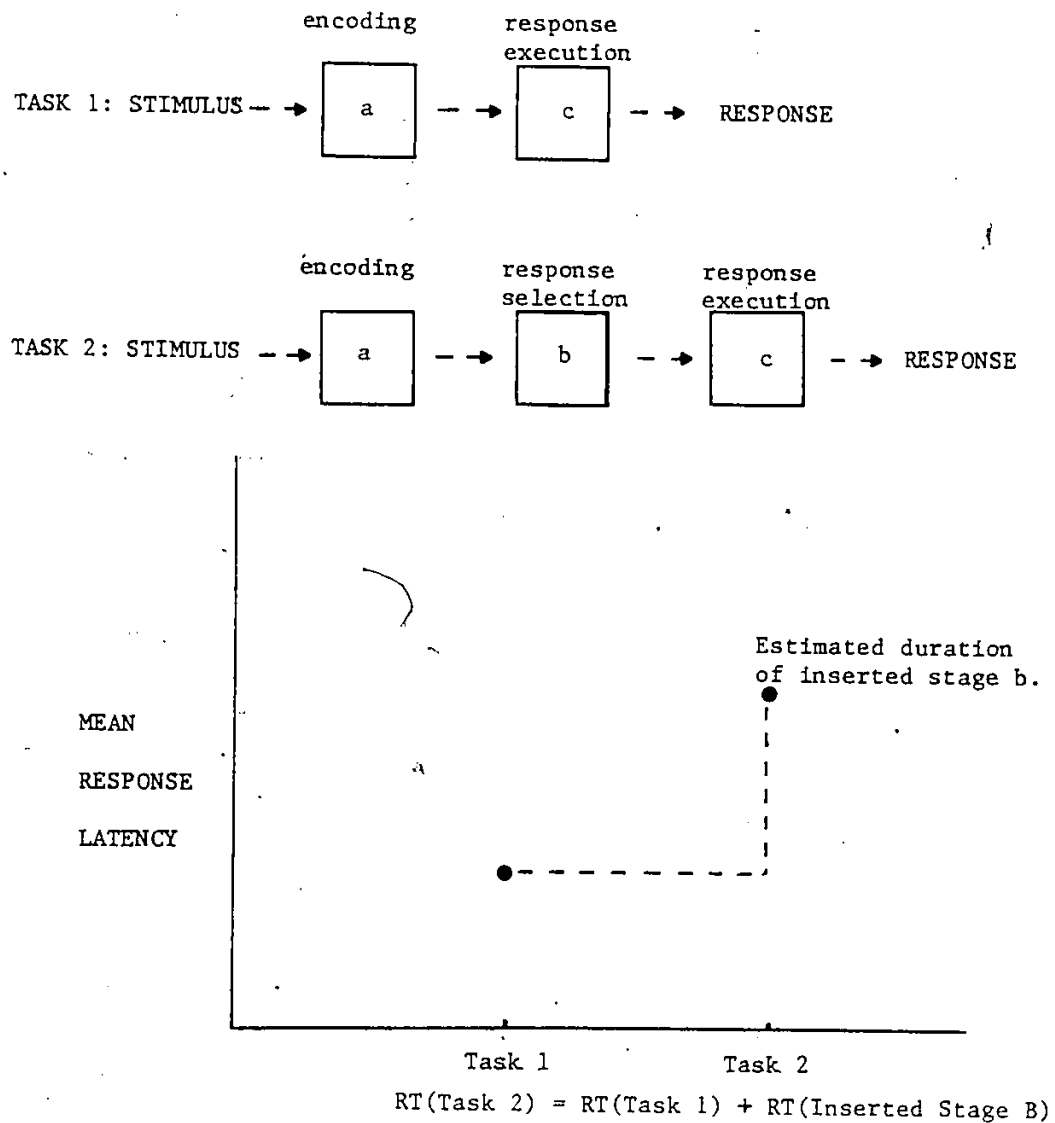 encoding response
execution
TASK 1: STIMULUS a c RESPONSE
encoding response response
selection execution
TASK 2: STIMULUS a b c RESPONSE
Estimated duration
of inserted stage b.
MEAN
RESPONSE
LATENCY
Task 1 Task 2
RT(Task 2) = RT(Task 1) + RT(Inserted Stage B)